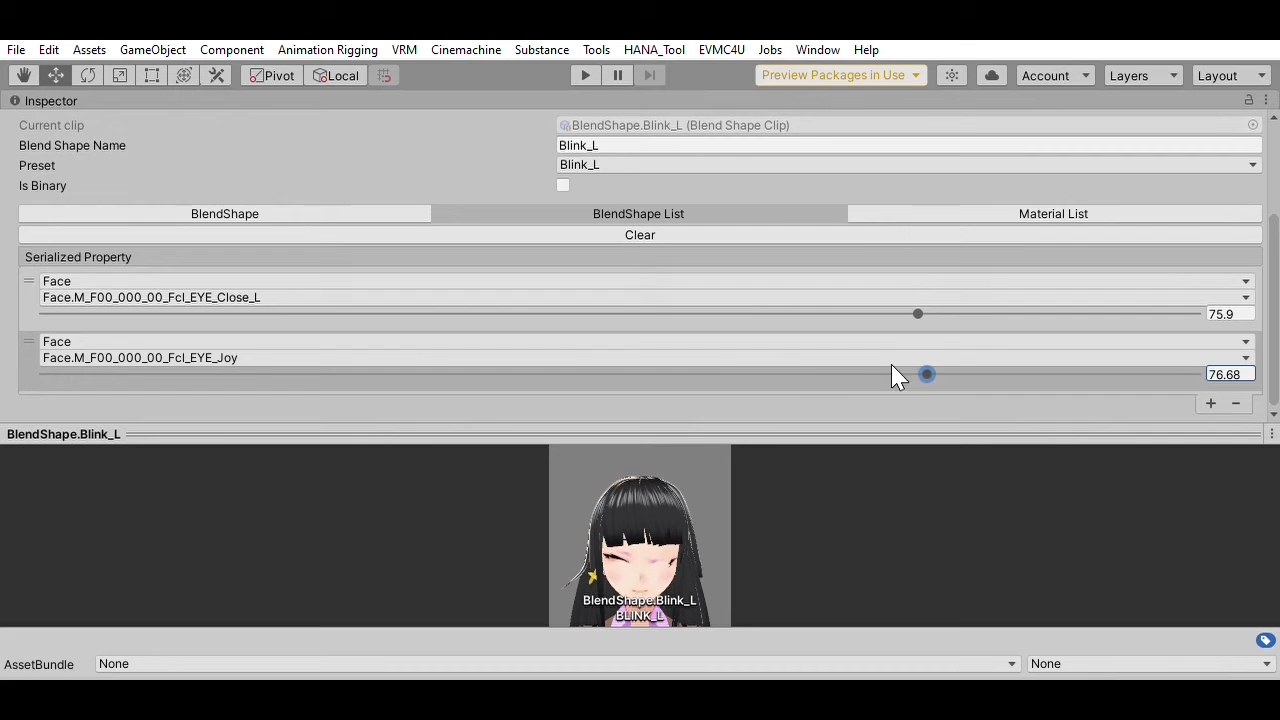 File Edit Assets GameObject Component Animation Rigging VRM Cinemachine Substance Tools HANA_Tool EVMC4U Jobs Window Help
Pivot Local Preview Packages in Use Account Layers Layout
Inspector
Current clip BlendShape.Blink_L (Blend Shape Clip)
Blend Shape Name Blink_L
Preset Blink_L
Is Binary
BlendShape BlendShape List Material List
Clear
Serialized Property
Face
Face.M_F00_000_00_Fcl_EYE_Close_L
75.9
Face
Face.M_F00_000_00_Fcl_EYE_Joy
76.68
BlendShape.Blink_L
BlendShape.Blink_L
BLINK_L
AssetBundle None None